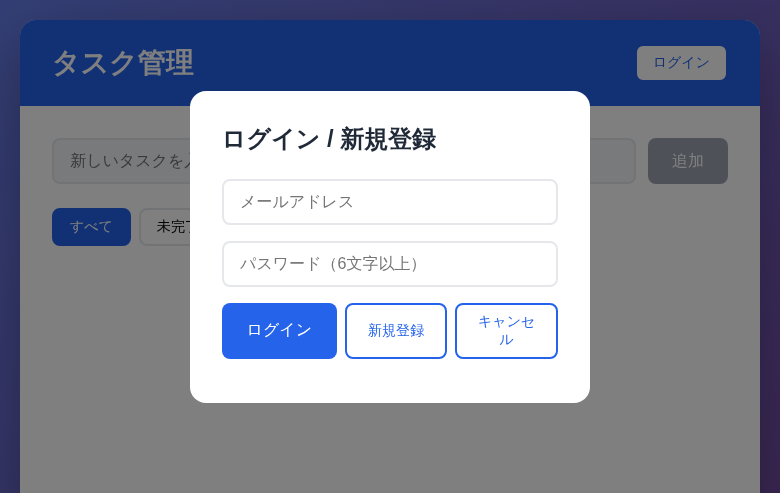 タスク管理
ログイン
ログイン / 新規登録
新しいタスクを
追加
メールアドレス
すべて
未完
パスワード（6文字以上）
ログイン
新規登録
キャンセ
ル